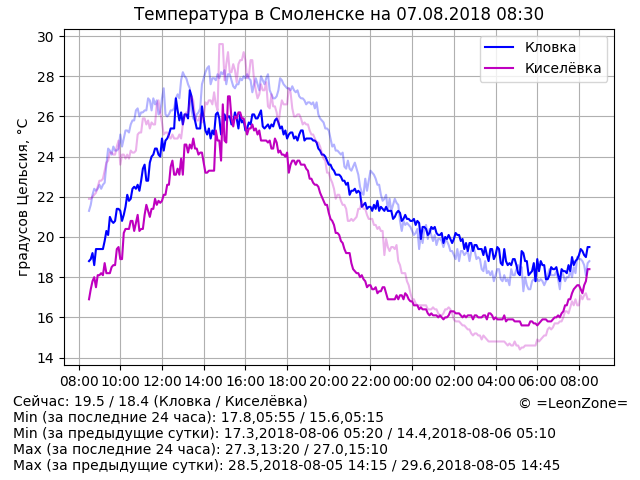 Температура в Смоленске на 07.08.2018 08:30
Кловка
Киселёвка
градусов Цельсия, °C
30
28
26
24
22
20
18
16
14
08:00 10:00 12:00 14:00 16:00 18:00 20:00 22:00 00:00 02:00 04:00 06:00 08:00
Сейчас: 19.5 / 18.4 (Кловка / Киселёвка)
© =LeonZone=
Min (за последние 24 часа): 17.8,05:55 / 15.6,05:15
Min (за предыдущие сутки): 17.3,2018-08-06 05:20 / 14.4,2018-08-06 05:10
Max (за последние 24 часа): 27.3,13:20 / 27.0,15:10
Max (за предыдущие сутки): 28.5,2018-08-05 14:15 / 29.6,2018-08-05 14:45